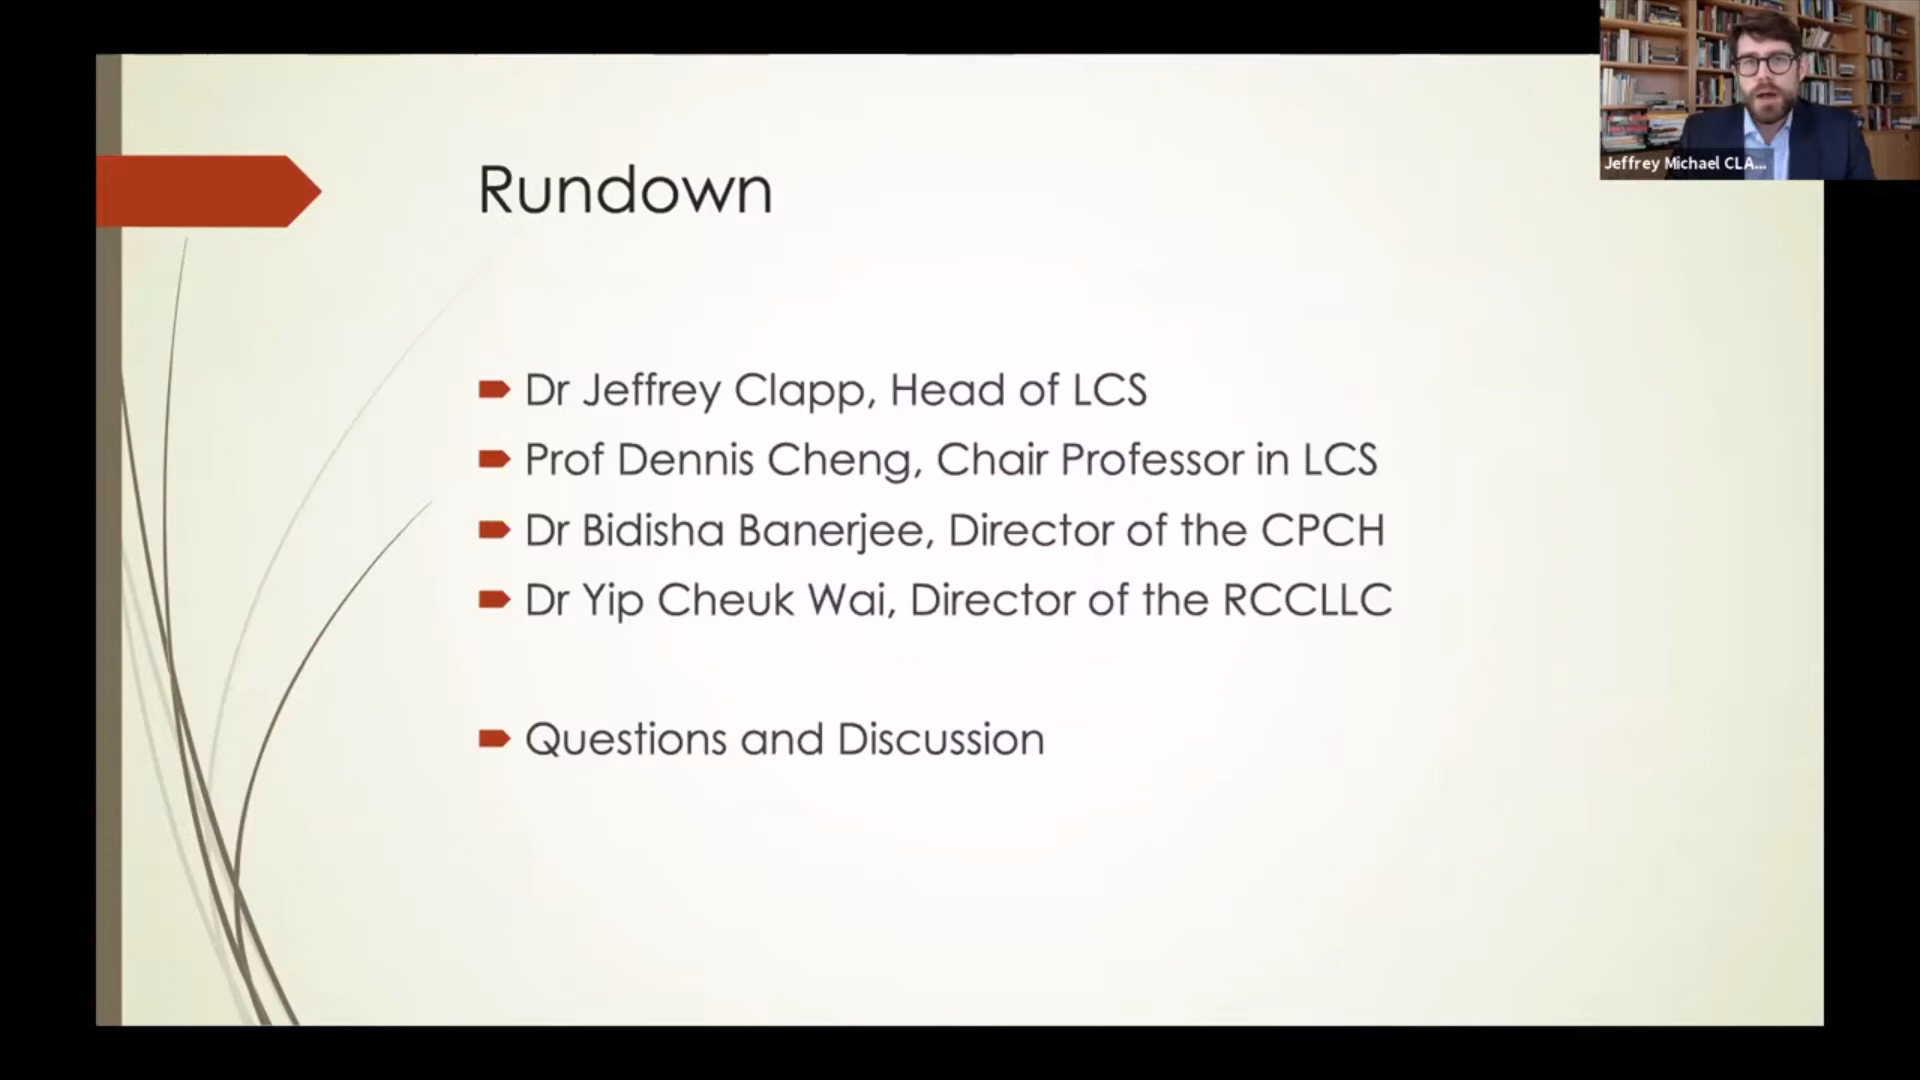 Jeffrey Michael CLA...
Rundown
Dr Jeffrey Clapp, Head of LCS
Prof Dennis Cheng, Chair Professor in LCS
Dr Bidisha Banerjee, Director of the CPCH
Dr Yip Cheuk Wai, Director of the RCCLLC
Questions and Discussion